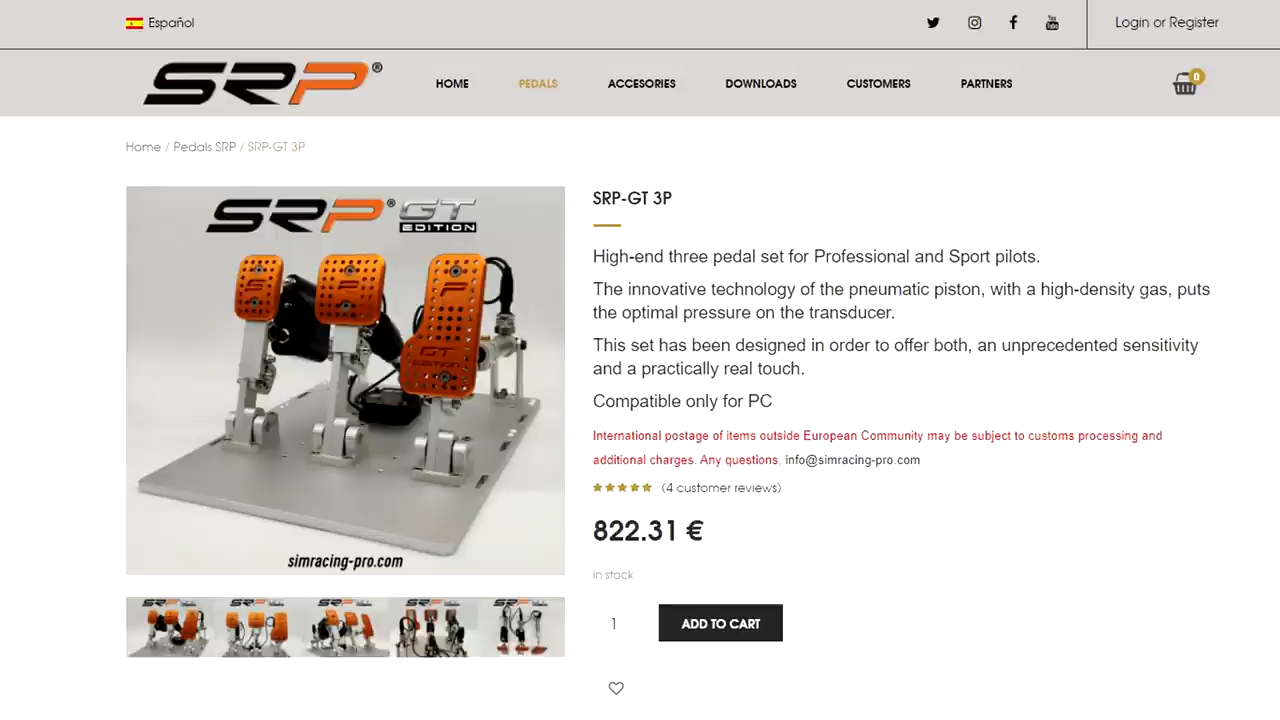 Español
Login or Register
SRP®
HOME
PEDALS
ACCESORIES
DOWNLOADS
CUSTOMERS
PARTNERS
0
Home / Pedals SRP / SRP-GT 3P
SRP® GT
EDITION
F
F
P
GT
EDITION
simracing-pro.com
SRP-GT 3P
High-end three pedal set for Professional and Sport pilots.
The innovative technology of the pneumatic piston, with a high-density gas, puts
the optimal pressure on the transducer.
This set has been designed in order to offer both, an unprecedented sensitivity
and a practically real touch.
Compatible only for PC
International postage of items outside European Community may be subject to customs processing and
additional charges. Any questions, info@simracing-pro.com
(4 customer reviews)
822.31 €
in stock
1
ADD TO CART